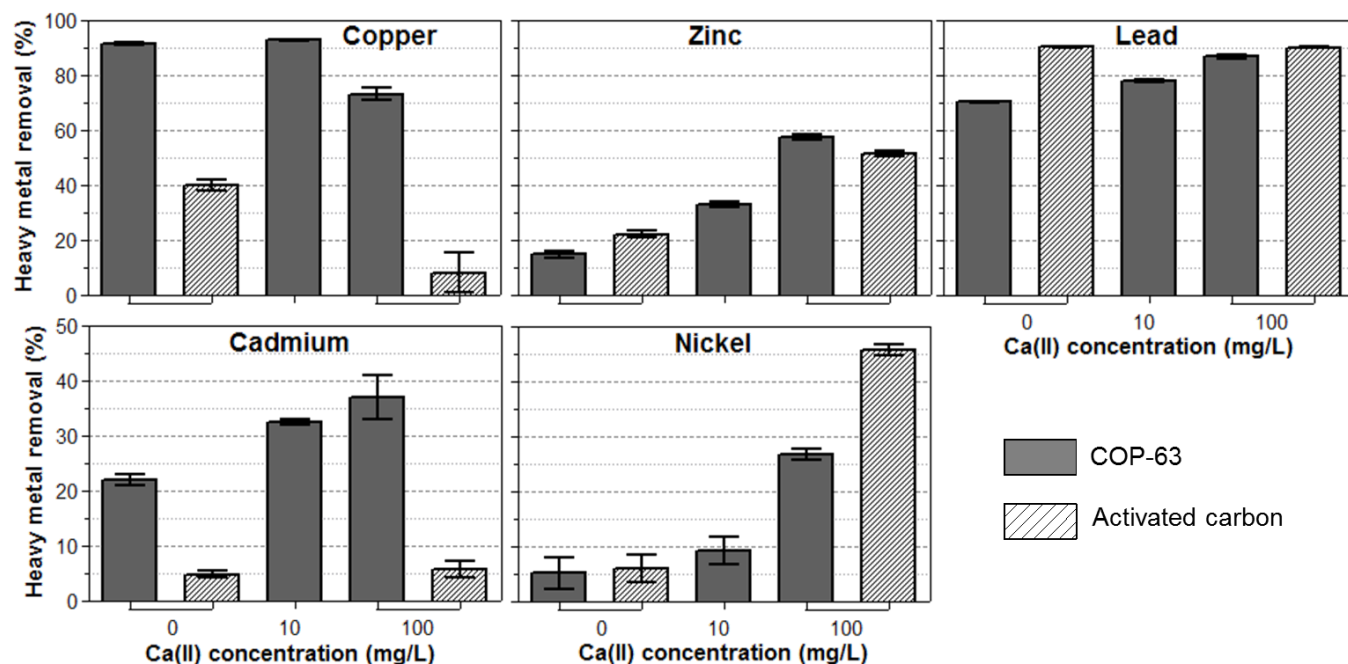 Heavy metal removal (%)
100
80
60
40
20
0
Copper
Zinc
Lead
0
10
100
Ca(II) concentration (mg/L)
Heavy metal removal (%)
50
40
30
20
10
0
Cadmium
0
10
100
Ca(II) concentration (mg/L)
Nickel
0
10
100
Ca(II) concentration (mg/L)
COP-63
Activated carbon